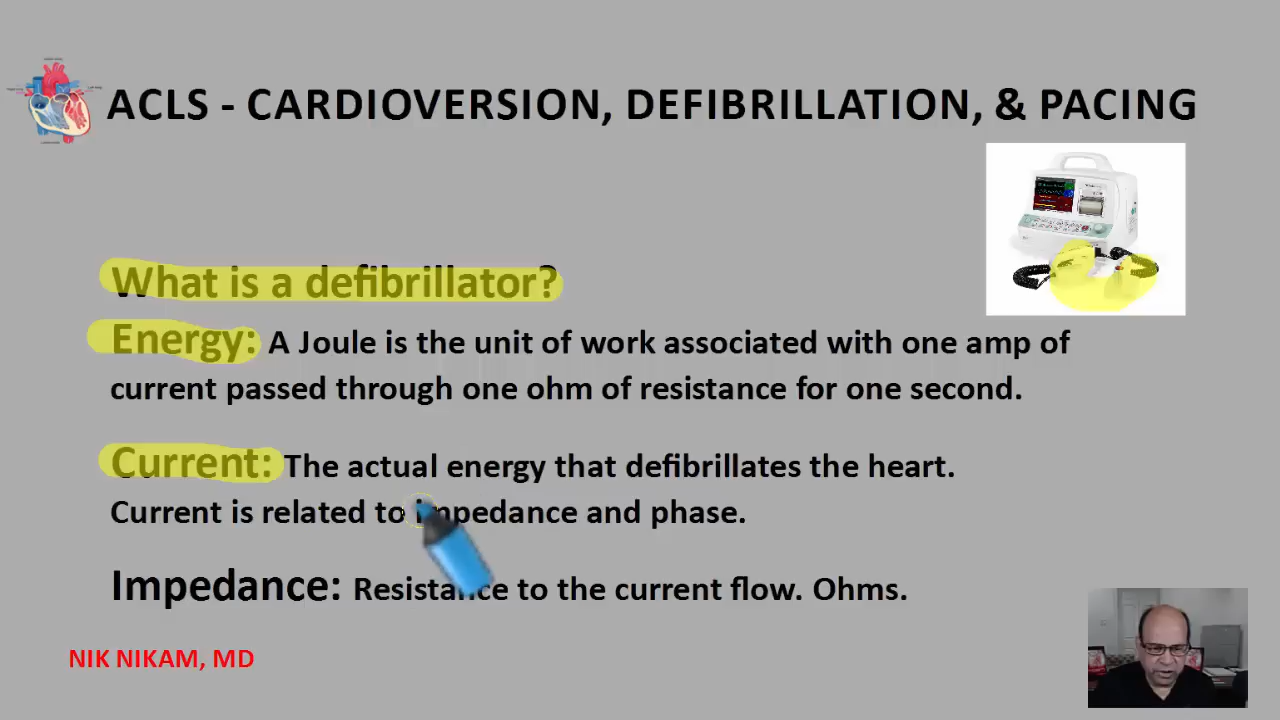 ACLS - CARDIOVERSION, DEFIBRILLATION, & PACING
What is a defibrillator?
Energy: A Joule is the unit of work associated with one amp of
current passed through one ohm of resistance for one second.
Current: The actual energy that defibrillates the heart.
Current is related to impedance and phase.
Impedance: Resistance to the current flow. Ohms.
NIK NIKAM, MD